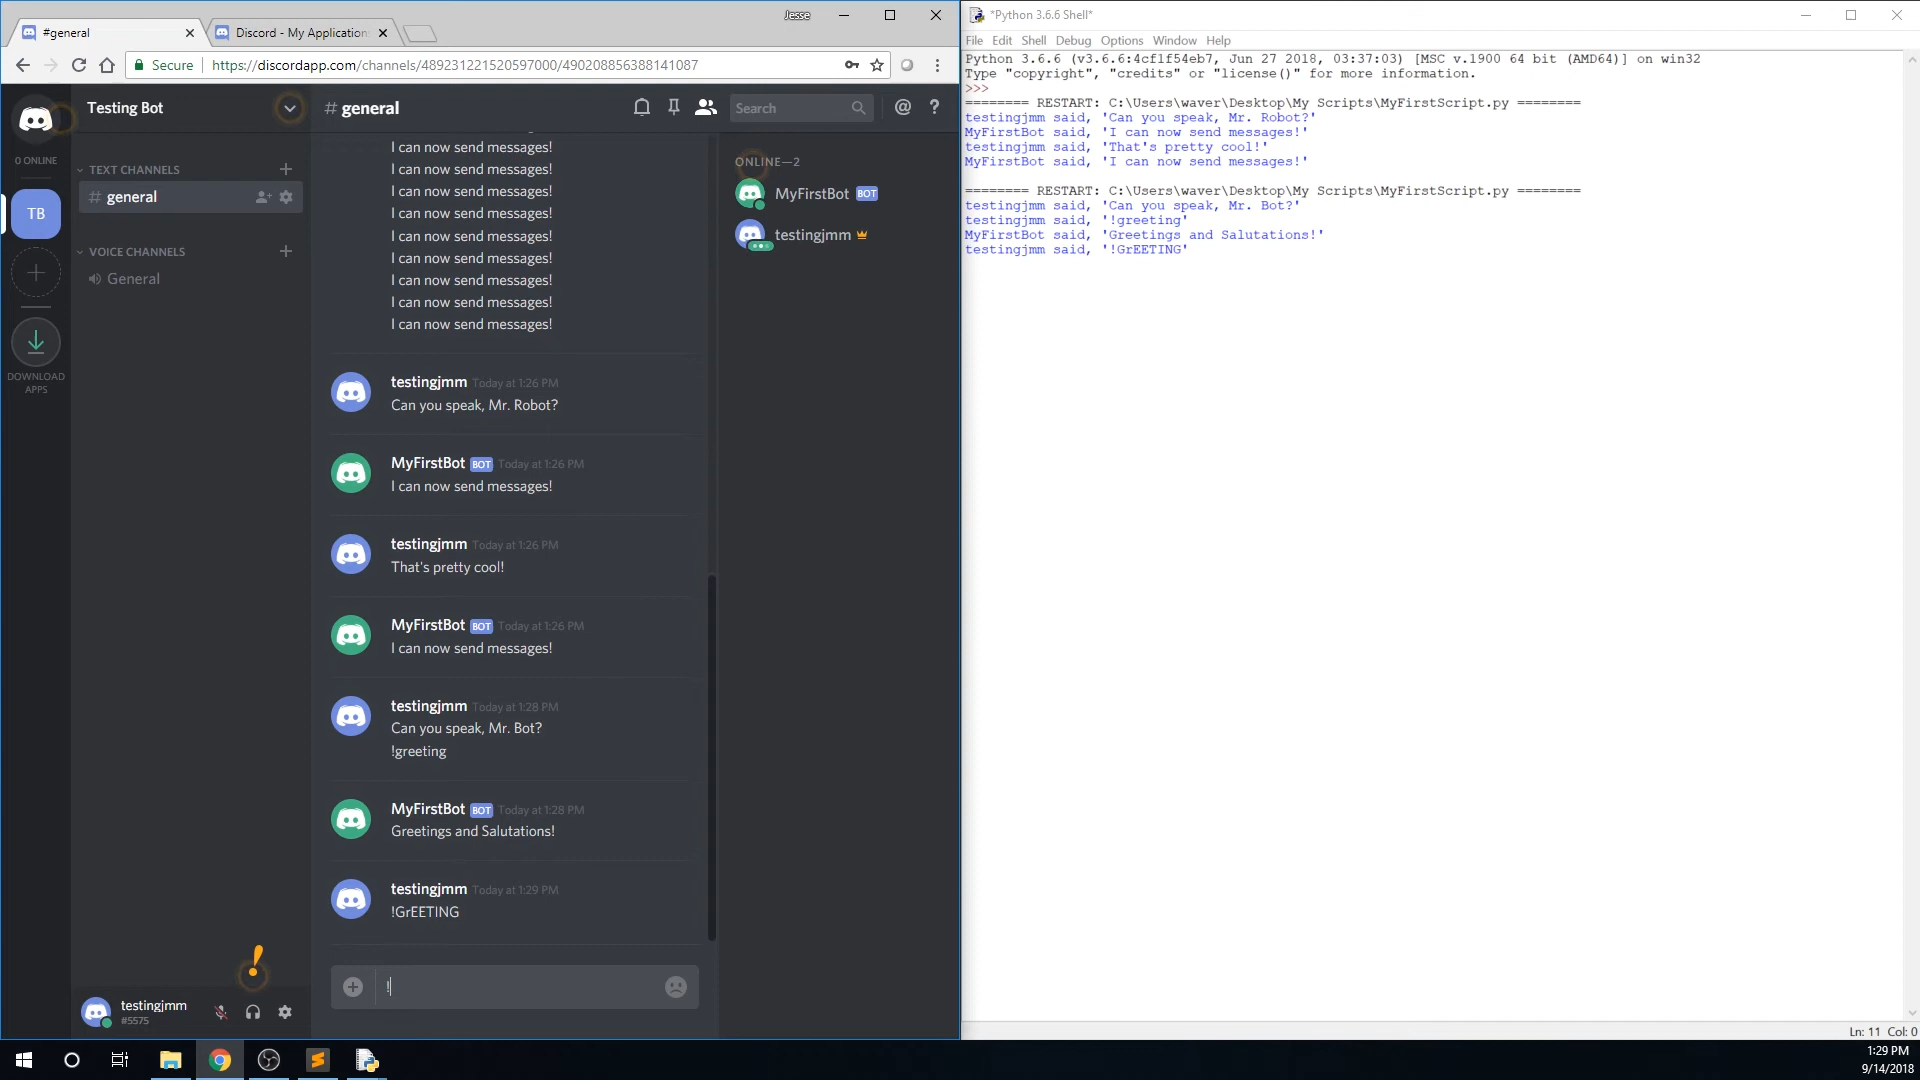 Jesse
#general
Discord - My Application
Secure
https://discordapp.com/channels/489231221520597000/490208856388141087
Testing Bot
# general
Search
@
?
0 ONLINE
TB
DOWNLOAD
APPS
TEXT CHANNELS
# general
VOICE CHANNELS
General
I can now send messages!
I can now send messages!
I can now send messages!
I can now send messages!
I can now send messages!
I can now send messages!
I can now send messages!
I can now send messages!
I can now send messages!
testingjmm Today at 1:26 PM
Can you speak, Mr. Robot?
MyFirstBot BOT Today at 1:26 PM
I can now send messages!
testingjmm Today at 1:26 PM
That's pretty cool!
MyFirstBot BOT Today at 1:26 PM
I can now send messages!
testingjmm Today at 1:28 PM
Can you speak, Mr. Bot?
!greeting
MyFirstBot BOT Today at 1:28 PM
Greetings and Salutations!
testingjmm Today at 1:29 PM
!GrEETING
!
ONLINE—2
MyFirstBot BOT
testingjmm
testingjmm
#5575
*Python 3.6.6 Shell*
File Edit Shell Debug Options Window Help
Python 3.6.6 (v3.6.6:4cf1f54eb7, Jun 27 2018, 03:37:03) [MSC v.1900 64 bit (AMD64)] on win32
Type "copyright", "credits" or "license()" for more information.
>>>
======== RESTART: C:\Users\waver\Desktop\My Scripts\MyFirstScript.py ========
testingjmm said, 'Can you speak, Mr. Robot?'
MyFirstBot said, 'I can now send messages!'
testingjmm said, 'That's pretty cool!'
MyFirstBot said, 'I can now send messages!'
======== RESTART: C:\Users\waver\Desktop\My Scripts\MyFirstScript.py ========
testingjmm said, 'Can you speak, Mr. Bot?'
testingjmm said, '!greeting'
MyFirstBot said, 'Greetings and Salutations!'
testingjmm said, '!GrEETING'
Ln: 11 Col: 0
1:29 PM
9/14/2018